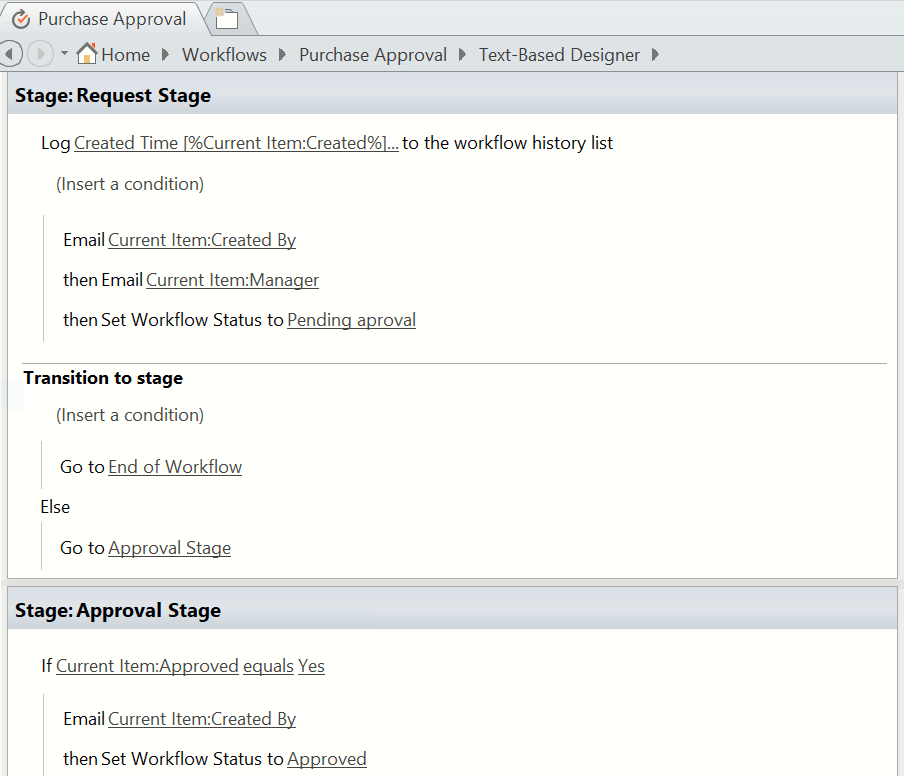 Purchase Approval
Home Workflows Purchase Approval Text-Based Designer
Stage: Request Stage
Log Created Time [%Current Item:Created%]... to the workflow history list
(Insert a condition)
Email Current Item:Created By
then Email Current Item:Manager
then Set Workflow Status to Pending aproval
Transition to stage
(Insert a condition)
Go to End of Workflow
Else
Go to Approval Stage
Stage: Approval Stage
If Current Item:Approved equals Yes
Email Current Item:Created By
then Set Workflow Status to Approved